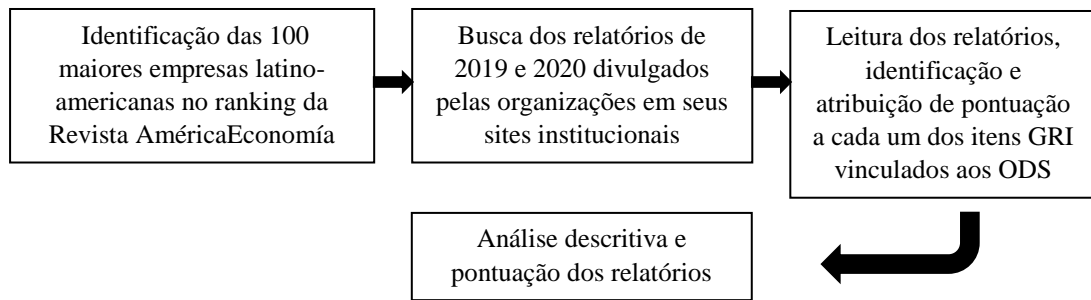 Identificação das 100
maiores empresas latino-
americanas no ranking da
Revista AméricaEconomía
Busca dos relatórios de
2019 e 2020 divulgados
pelas organizações em seus
sites institucionais
Leitura dos relatórios,
identificação e
atribuição de pontuação
a cada um dos itens GRI
vinculados aos ODS
Análise descritiva e
pontuação dos relatórios